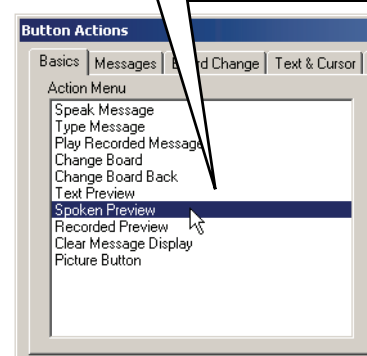 Button Actions
Basics Messages Board Change Text & Cursor
Action Menu
Speak Message
Type Message
Play Recorded Message
Change Board
Change Board Back
Text Preview
Spoken Preview
Recorded Preview
Clear Message Display
Picture Button